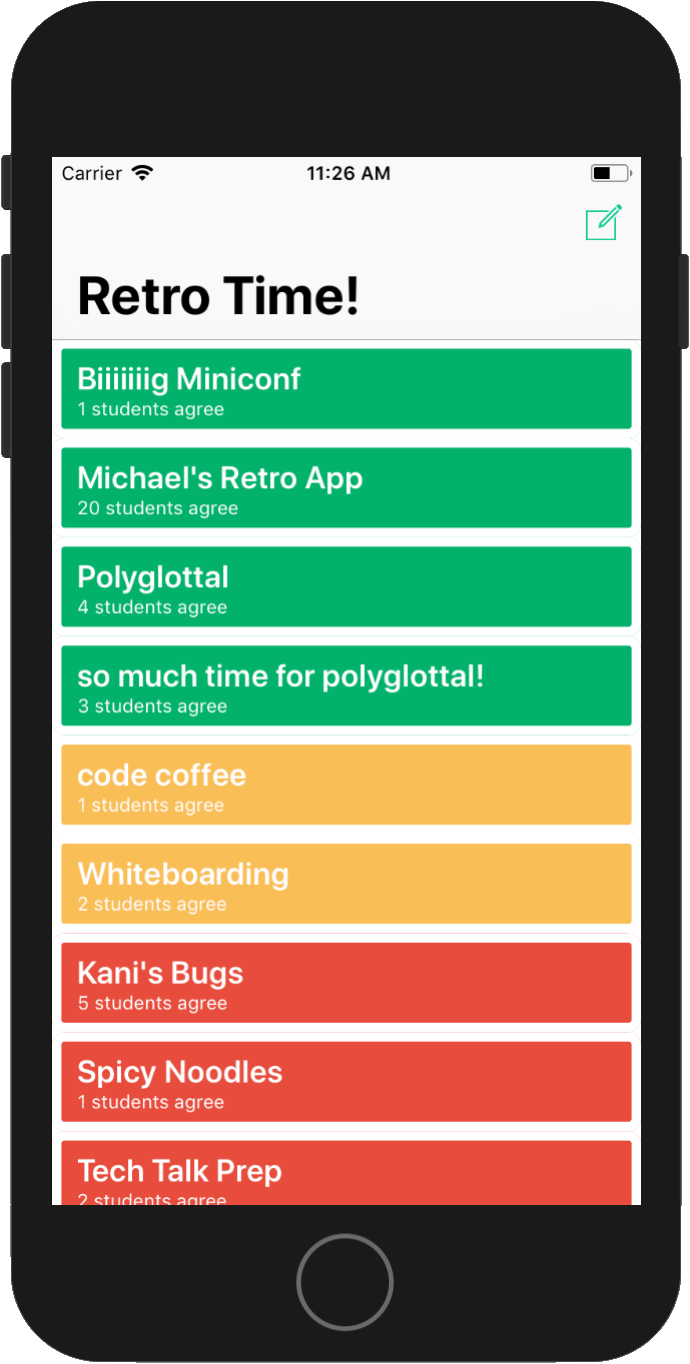 Carrier 11:26 AM
Retro Time!
Biiiiiiig Miniconf
1 students agree
Michael's Retro App
20 students agree
Polyglottal
4 students agree
so much time for polyglottal!
3 students agree
code coffee
1 students agree
Whiteboarding
2 students agree
Kani's Bugs
5 students agree
Spicy Noodles
1 students agree
Tech Talk Prep
2 students agree